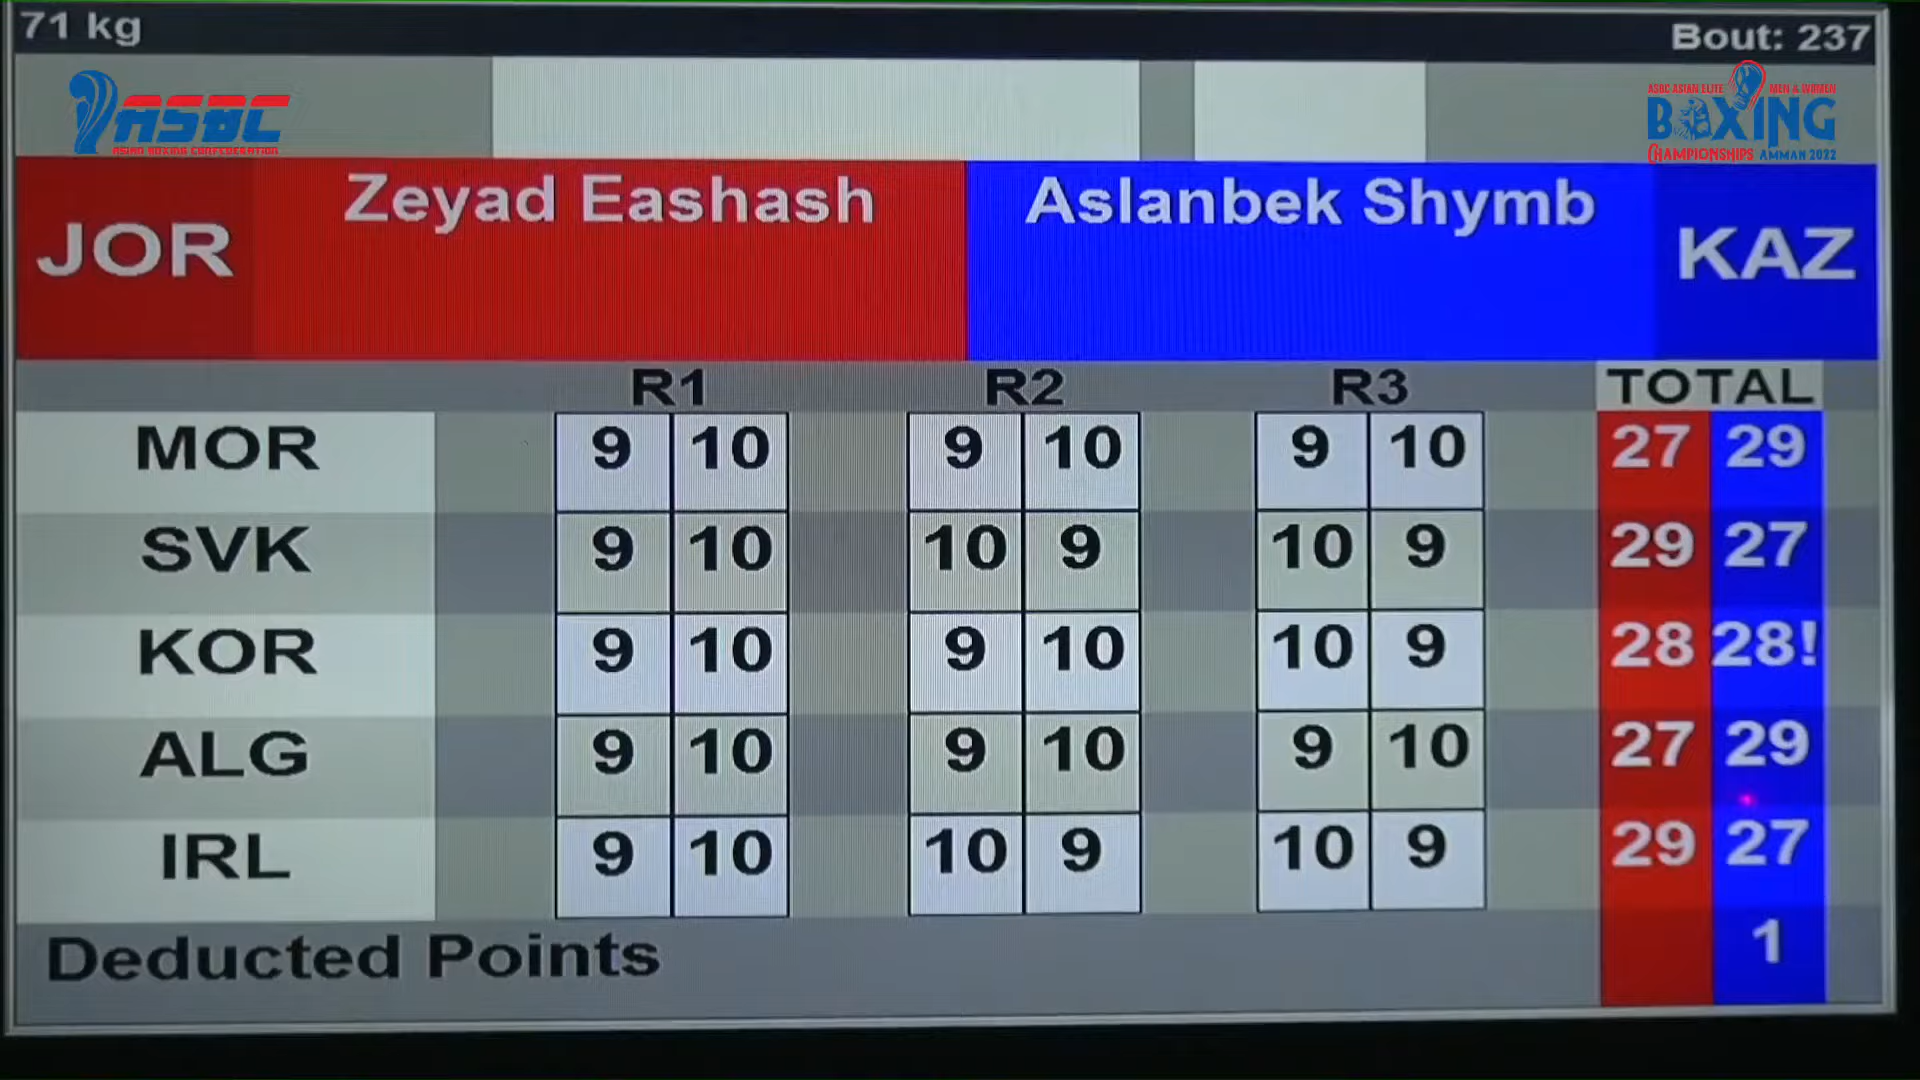 71 kg
Bout: 237
ASBC
ASIAN BOXING CONFEDERATION
ASBC ASIAN ELITE MEN & WOMEN
BOXING
CHAMPIONSHIPS AMMAN 2022
JOR Zeyad Eashash Aslanbek Shymb KAZ
R1 R2 R3 TOTAL
MOR 9 10 9 10 9 10 27 29
SVK 9 10 10 9 10 9 29 27
KOR 9 10 9 10 10 9 28 28!
ALG 9 10 9 10 9 10 27 29
IRL 9 10 10 9 10 9 29 27
Deducted Points 1